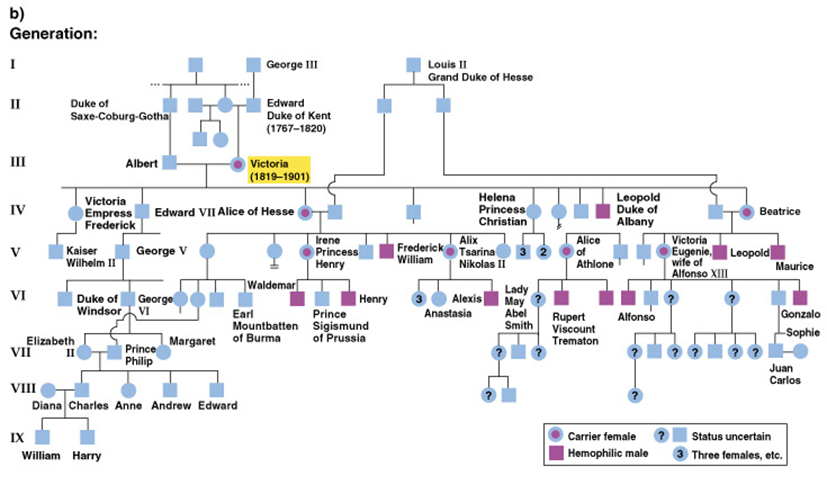 b)
Generation:
I
George III
Louis II
Grand Duke of Hesse
II
Duke of
Saxe-Coburg-Gotha
Edward
Duke of Kent
(1767–1820)
III
Albert
Victoria
(1819–1901)
IV
Victoria
Empress
Frederick
Edward VII
Alice of Hesse
Helena
Princess
Christian
Leopold
Duke of
Albany
Beatrice
V
Kaiser
Wilhelm II
George V
Irene
Princess
Henry
Frederick
William
Alix
Tsarina
Nikolas II
3
2
Alice
of
Athlone
Victoria
Eugenie,
wife of
Alfonso XIII
Leopold
Maurice
VI
Duke of
Windsor
George
VI
Earl
Mountbatten
of Burma
Waldemar
Prince
Sigismund
of Prussia
Henry
3
Anastasia
Alexis
Lady
May
Abel
Smith
?
Rupert
Viscount
Trematon
Alfonso
?
?
Gonzalo
VII
Elizabeth
II
Prince
Philip
Margaret
?
?
?
?
?
?
?
Sophie
Juan
Carlos
VIII
Diana
Charles
Anne
Andrew
Edward
?
?
IX
William
Harry
Carrier female
? Status uncertain
Hemophilic male
3 Three females, etc.